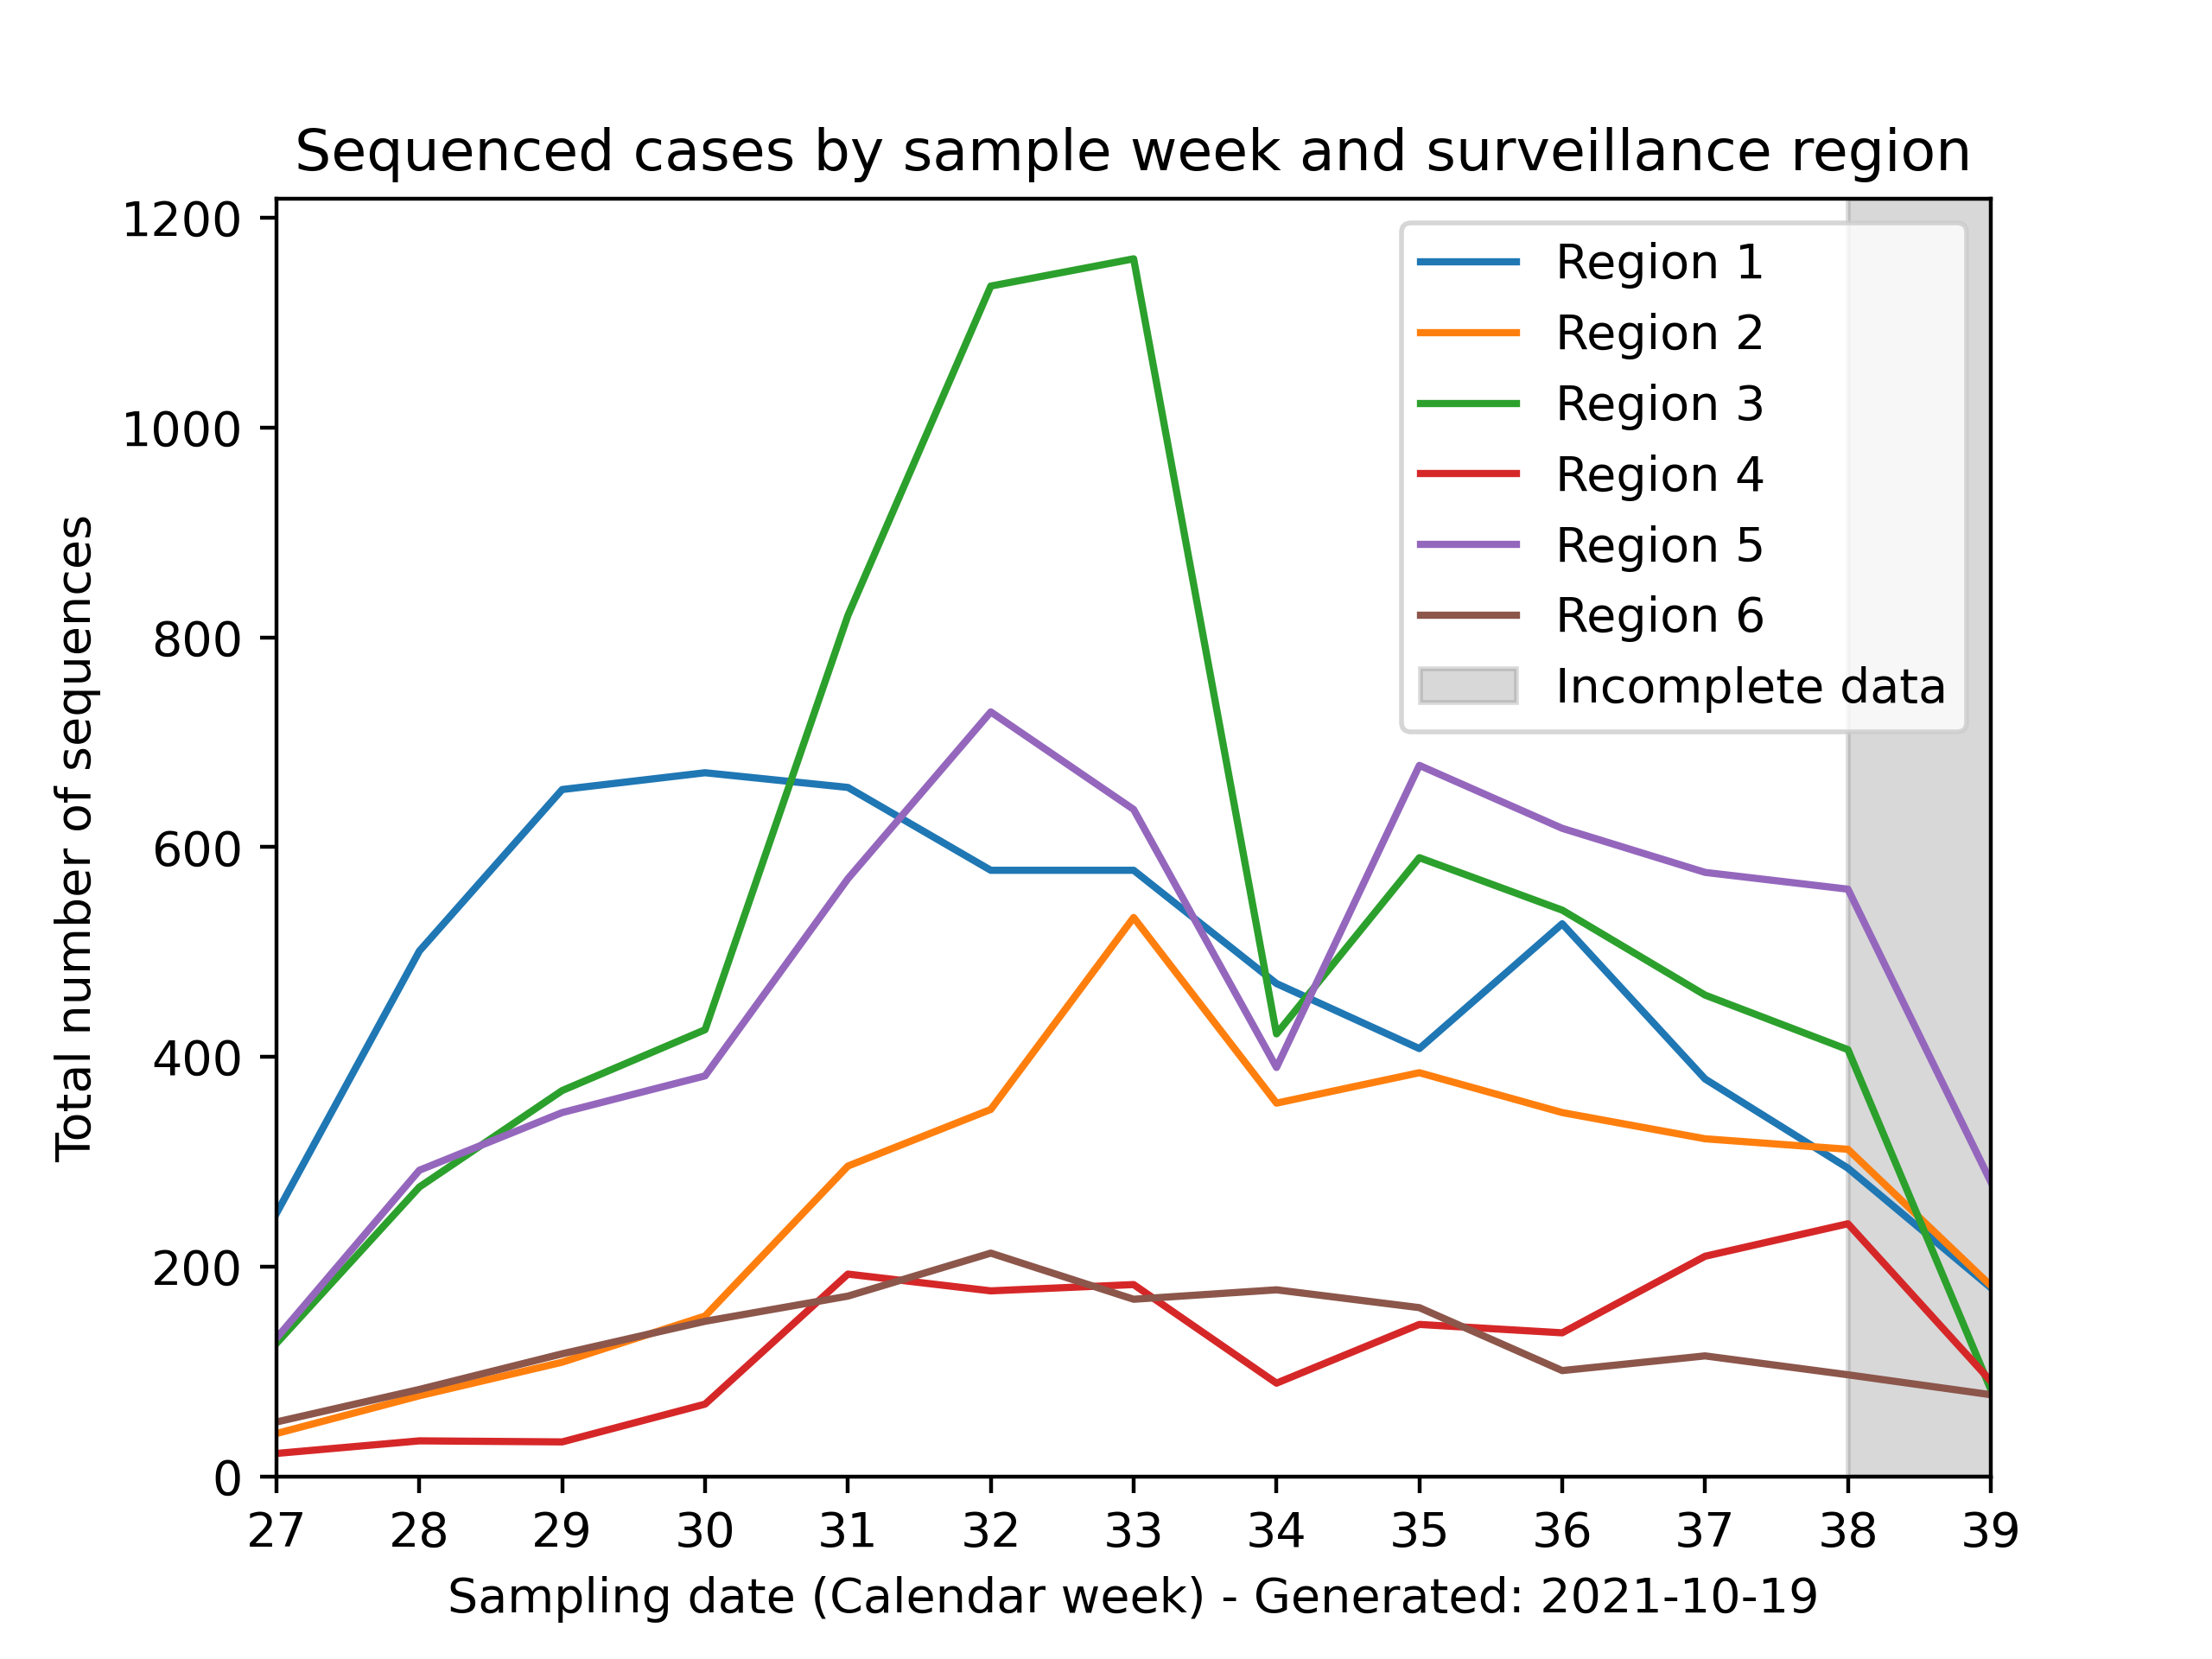 Sequenced cases by sample week and surveillance region
1200
1000
800
600
400
200
0
Total number of sequences
Region 1
Region 2
Region 3
Region 4
Region 5
Region 6
Incomplete data
27 28 29 30 31 32 33 34 35 36 37 38 39
Sampling date (Calendar week) - Generated: 2021-10-19